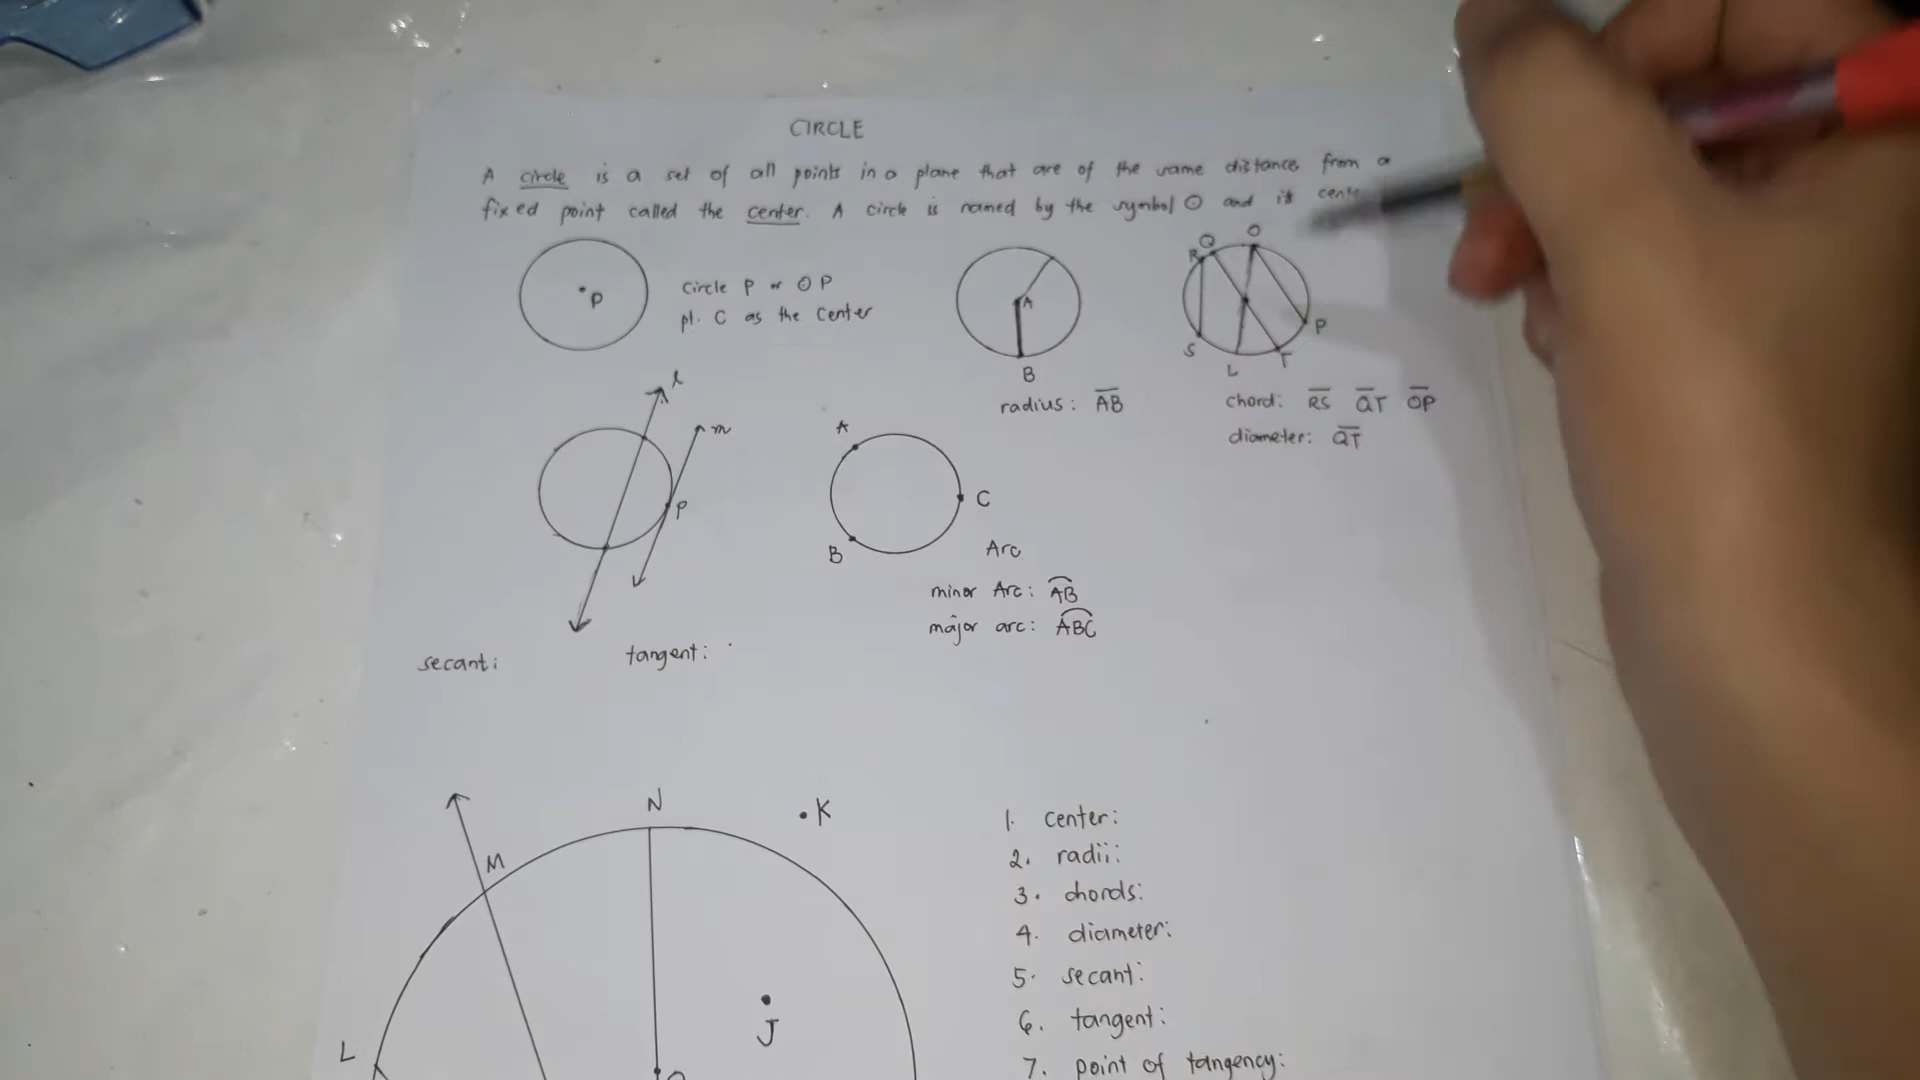 CIRCLE
A circle is a set of all points in a plane that are of the same distance from a
fixed point called the center. A circle is named by the symbol ⊙ and it cente
P
circle P or ⊙ P
pt. C as the center
A
B
radius: AB
Q
O
R
S
L
T
P
chord: RS QT OP
diameter: QT
l
m
P
secant:
tangent:
A
B
C
Arc
minor Arc: AB
major arc: ABC
N
K
M
J
L
O
1. center:
2. radii:
3. chords:
4. diameter:
5. secant:
6. tangent:
7. point of tangency: